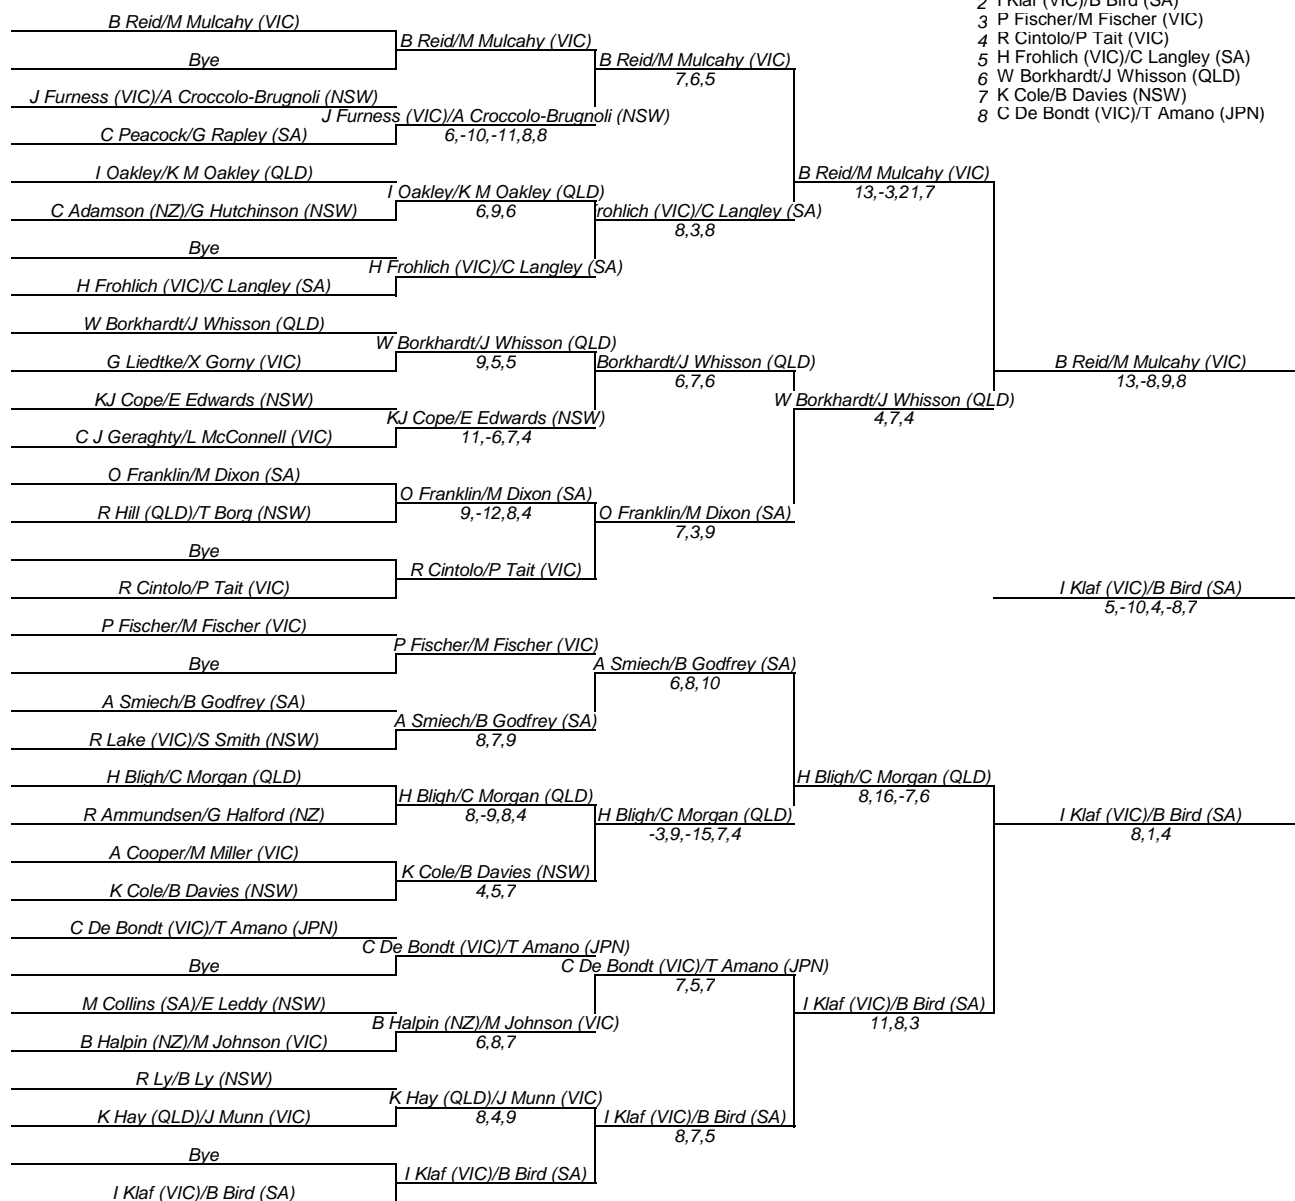 2 I Klaf (VIC)/B Bird (SA)
3 P Fischer/M Fischer (VIC)
4 R Cintolo/P Tait (VIC)
5 H Frohlich (VIC)/C Langley (SA)
6 W Borkhardt/J Whisson (QLD)
7 K Cole/B Davies (NSW)
8 C De Bondt (VIC)/T Amano (JPN)
B Reid/M Mulcahy (VIC)
Bye
J Furness (VIC)/A Croccolo-Brugnoli (NSW)
C Peacock/G Rapley (SA)
I Oakley/K M Oakley (QLD)
C Adamson (NZ)/G Hutchinson (NSW)
Bye
H Frohlich (VIC)/C Langley (SA)
W Borkhardt/J Whisson (QLD)
G Liedtke/X Gorny (VIC)
KJ Cope/E Edwards (NSW)
C J Geraghty/L McConnell (VIC)
O Franklin/M Dixon (SA)
R Hill (QLD)/T Borg (NSW)
Bye
R Cintolo/P Tait (VIC)
P Fischer/M Fischer (VIC)
Bye
A Smiech/B Godfrey (SA)
R Lake (VIC)/S Smith (NSW)
H Bligh/C Morgan (QLD)
R Ammundsen/G Halford (NZ)
A Cooper/M Miller (VIC)
K Cole/B Davies (NSW)
C De Bondt (VIC)/T Amano (JPN)
Bye
M Collins (SA)/E Leddy (NSW)
B Halpin (NZ)/M Johnson (VIC)
R Ly/B Ly (NSW)
K Hay (QLD)/J Munn (VIC)
Bye
I Klaf (VIC)/B Bird (SA)
B Reid/M Mulcahy (VIC)
J Furness (VIC)/A Croccolo-Brugnoli (NSW)
6,-10,-11,8,8
I Oakley/K M Oakley (QLD)
6,9,6
H Frohlich (VIC)/C Langley (SA)
W Borkhardt/J Whisson (QLD)
9,5,5
KJ Cope/E Edwards (NSW)
11,-6,7,4
O Franklin/M Dixon (SA)
9,-12,8,4
R Cintolo/P Tait (VIC)
P Fischer/M Fischer (VIC)
A Smiech/B Godfrey (SA)
8,7,9
H Bligh/C Morgan (QLD)
8,-9,8,4
K Cole/B Davies (NSW)
4,5,7
C De Bondt (VIC)/T Amano (JPN)
B Halpin (NZ)/M Johnson (VIC)
6,8,7
K Hay (QLD)/J Munn (VIC)
8,4,9
I Klaf (VIC)/B Bird (SA)
B Reid/M Mulcahy (VIC)
7,6,5
rohlich (VIC)/C Langley (SA)
8,3,8
Borkhardt/J Whisson (QLD)
6,7,6
O Franklin/M Dixon (SA)
7,3,9
A Smiech/B Godfrey (SA)
6,8,10
H Bligh/C Morgan (QLD)
-3,9,-15,7,4
C De Bondt (VIC)/T Amano (JPN)
7,5,7
I Klaf (VIC)/B Bird (SA)
8,7,5
B Reid/M Mulcahy (VIC)
13,-3,21,7
W Borkhardt/J Whisson (QLD)
4,7,4
H Bligh/C Morgan (QLD)
8,16,-7,6
I Klaf (VIC)/B Bird (SA)
11,8,3
B Reid/M Mulcahy (VIC)
13,-8,9,8
I Klaf (VIC)/B Bird (SA)
5,-10,4,-8,7
I Klaf (VIC)/B Bird (SA)
8,1,4